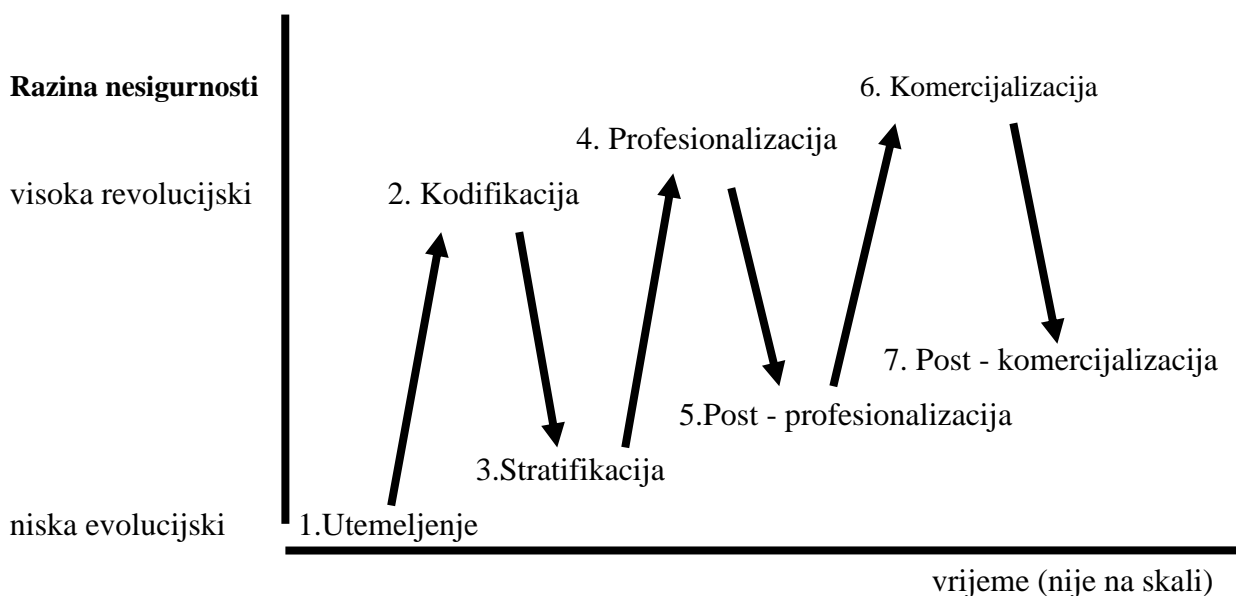 Razina nesigurnosti
6. Komercijalizacija
4. Profesionalizacija
visoka revolucijski
2. Kodifikacija
7. Post - komercijalizacija
5.Post - profesionalizacija
3.Stratifikacija
niska evolucijski
1.Utemeljenje
vrijeme (nije na skali)